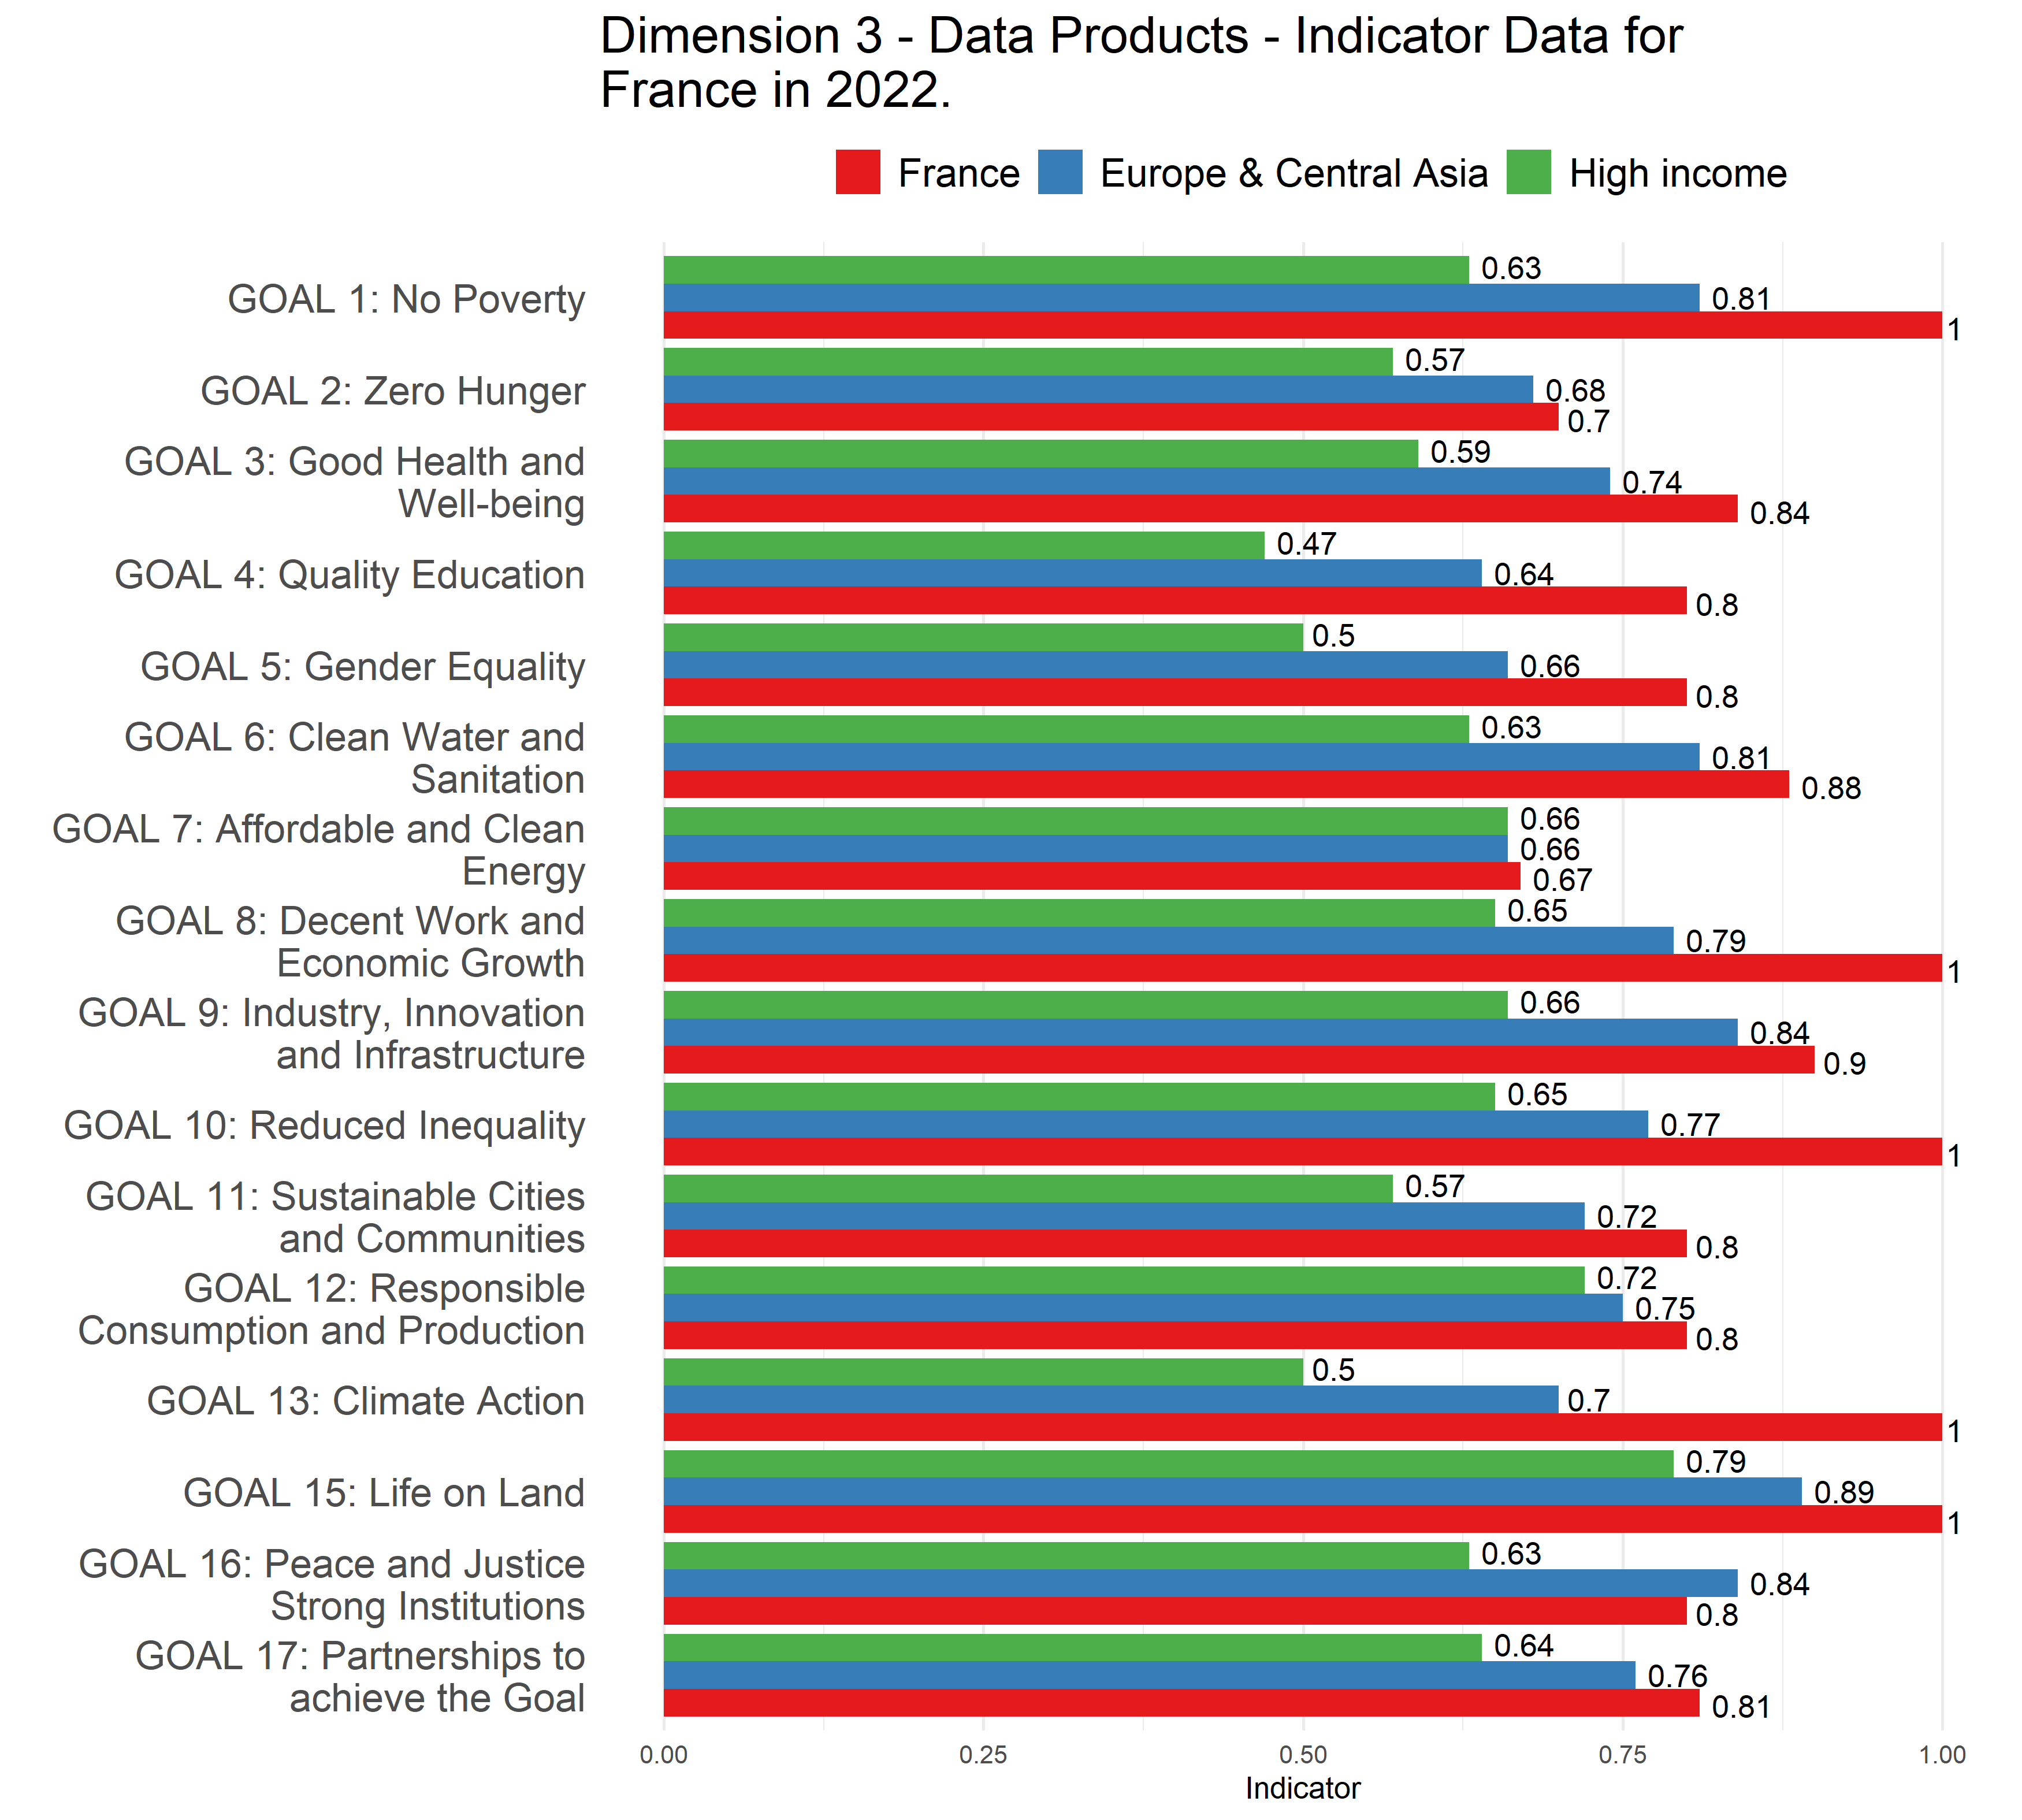 Dimension 3 - Data Products - Indicator Data for
France in 2022.
France Europe & Central Asia High income
GOAL 1: No Poverty
0.63
0.81
1
GOAL 2: Zero Hunger
0.57
0.68
0.7
GOAL 3: Good Health and
Well-being
0.59
0.74
0.84
GOAL 4: Quality Education
0.47
0.64
0.8
GOAL 5: Gender Equality
0.5
0.66
0.8
GOAL 6: Clean Water and
Sanitation
0.63
0.81
0.88
GOAL 7: Affordable and Clean
Energy
0.66
0.66
0.67
GOAL 8: Decent Work and
Economic Growth
0.65
0.79
1
GOAL 9: Industry, Innovation
and Infrastructure
0.66
0.84
0.9
GOAL 10: Reduced Inequality
0.65
0.77
1
GOAL 11: Sustainable Cities
and Communities
0.57
0.72
0.8
GOAL 12: Responsible
Consumption and Production
0.72
0.75
0.8
GOAL 13: Climate Action
0.5
0.7
1
GOAL 15: Life on Land
0.79
0.89
1
GOAL 16: Peace and Justice
Strong Institutions
0.63
0.84
0.8
GOAL 17: Partnerships to
achieve the Goal
0.64
0.76
0.81
0.00 0.25 0.50 0.75 1.00
Indicator